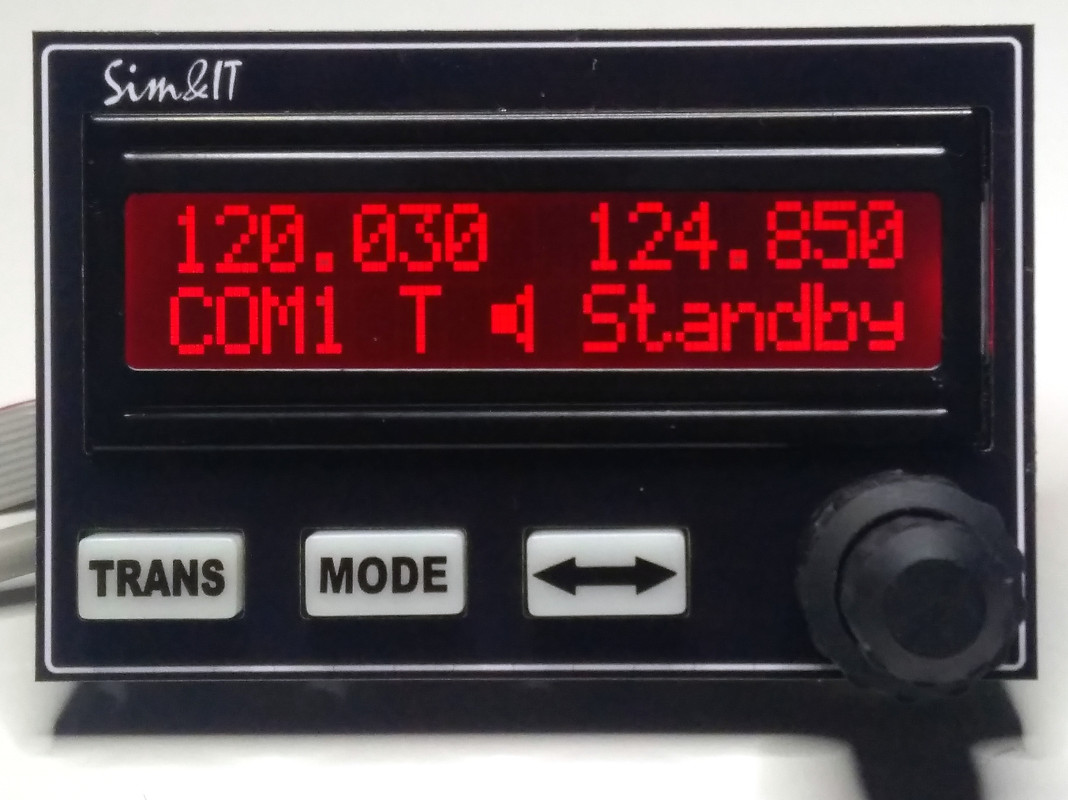 Sim&IT
120.030 124.850
COM1 T Standby
TRANS MODE